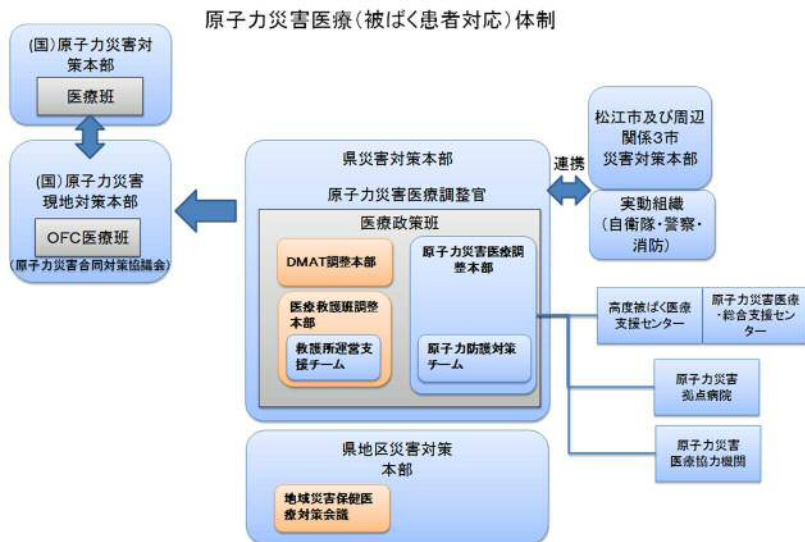 原子力災害医療(被ばく患者対応)体制
(国)原子力災害対
策本部
医療班
(国)原子力災害
現地対策本部
OFC医療班
(原子力災害合同対策協議会)
県災害対策本部
原子力災害医療調整官
医療政策班
DMAT調整本部
医療救護班調整
本部
救護所運営支
援チーム
原子力災害医療調
整本部
原子力防護対策
チーム
連携
松江市及び周辺
関係3市
災害対策本部
実動組織
(自衛隊・警察・
消防)
高度被ばく医療
支援センター
原子力災害医療
・総合支援セン
ター
原子力災害
拠点病院
原子力災害
医療協力機関
県地区災害対策
本部
地域災害保健医
療対策会議